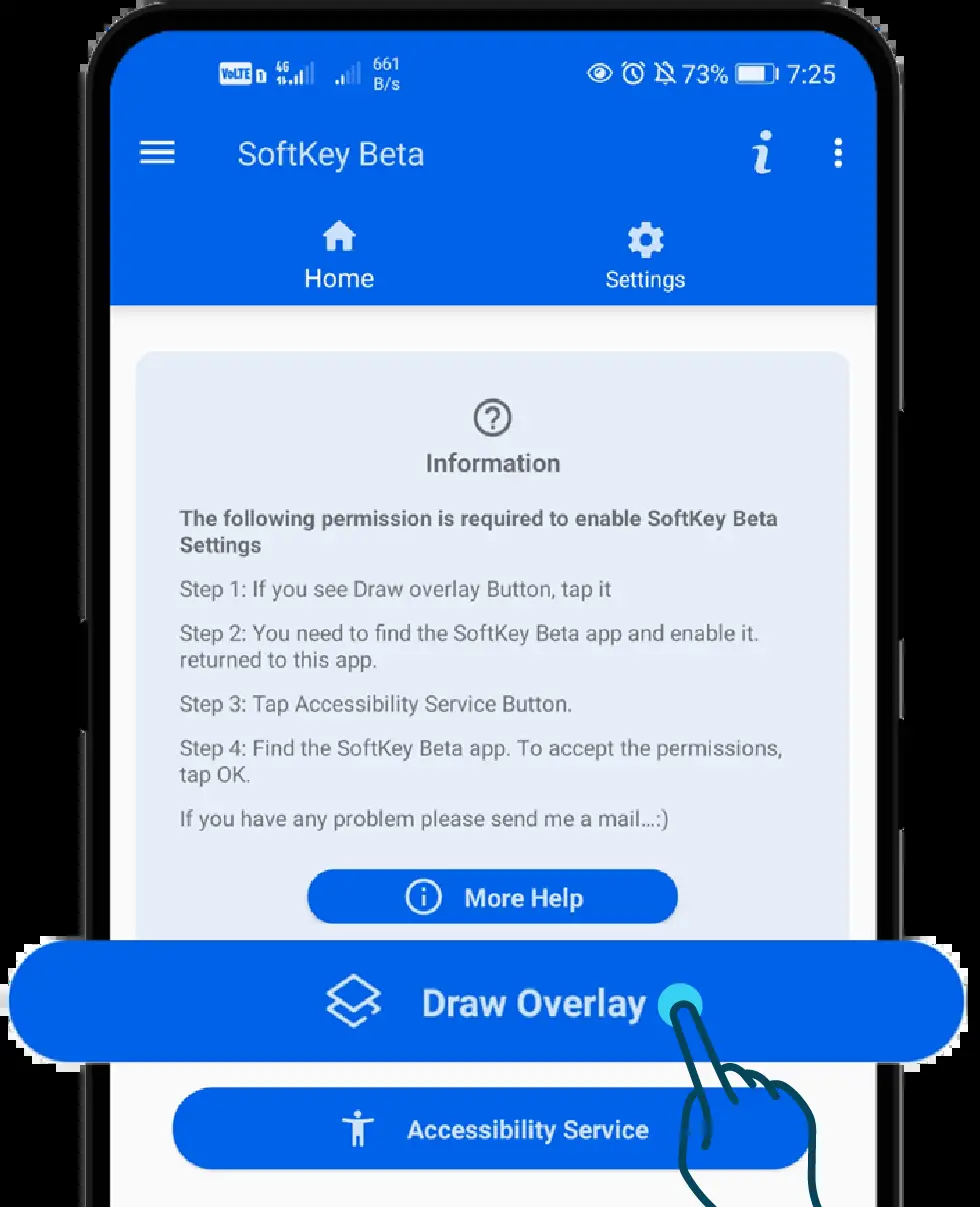 VoLTE 4G 661 B/s 73% 7:25
SoftKey Beta
Home Settings
Information
The following permission is required to enable SoftKey Beta
Settings
Step 1: If you see Draw overlay Button, tap it
Step 2: You need to find the SoftKey Beta app and enable it.
returned to this app.
Step 3: Tap Accessibility Service Button.
Step 4: Find the SoftKey Beta app. To accept the permissions,
tap OK.
If you have any problem please send me a mail...:)
More Help
Draw Overlay
Accessibility Service